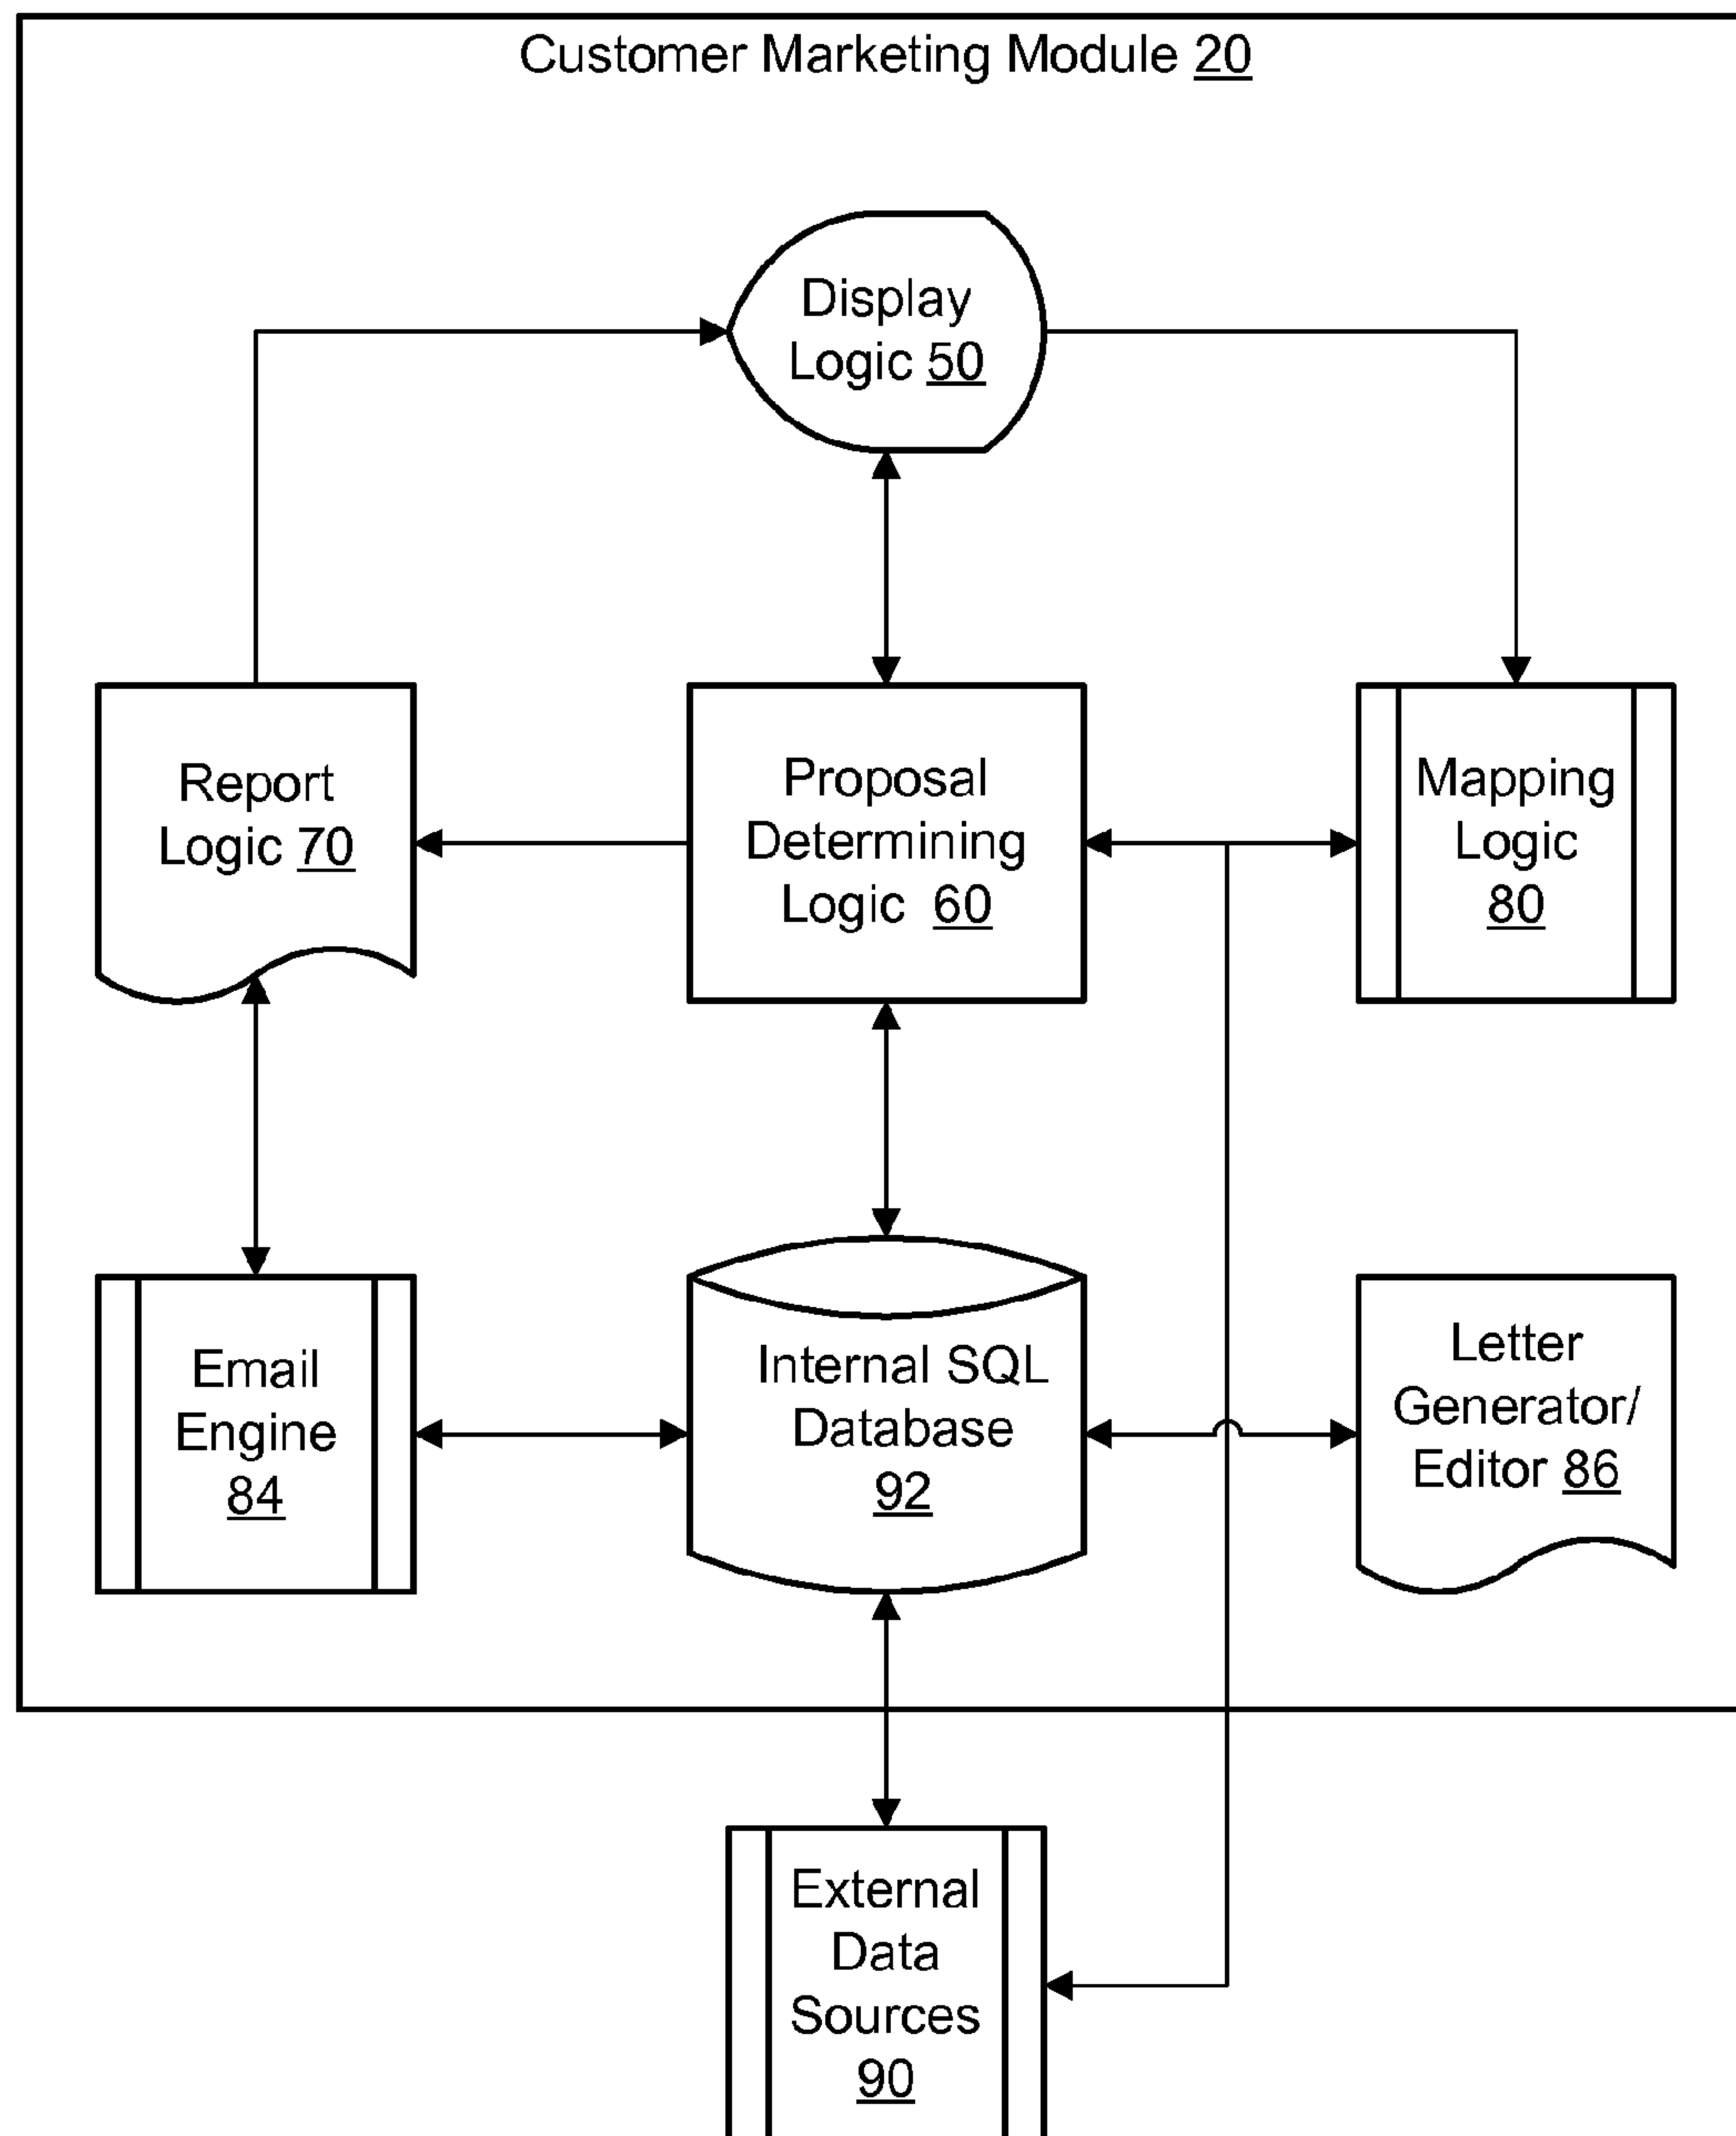 Customer Marketing Module 20
Display
Logic 50
Report
Logic 70
Proposal
Determining
Logic 60
Mapping
Logic
80
Email
Engine
84
Internal SQL
Database
92
Letter
Generator/
Editor 86
External
Data
Sources
90